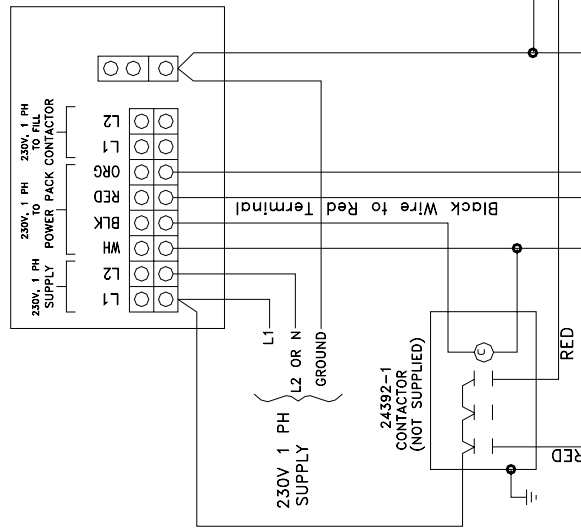 230V, 1 PH
TO FILL
CONTACTOR
230V, 1 PH
TO
POWER PACK
230V, 1 PH
SUPPLY
L2
L1
ORG
RED
BLK
WH
L2
L1
Black Wire to Red Terminal
L1
L2 OR N
GROUND
230V 1 PH
SUPPLY
24392-1
CONTACTOR
(NOT SUPPLIED)
C
RED
RED